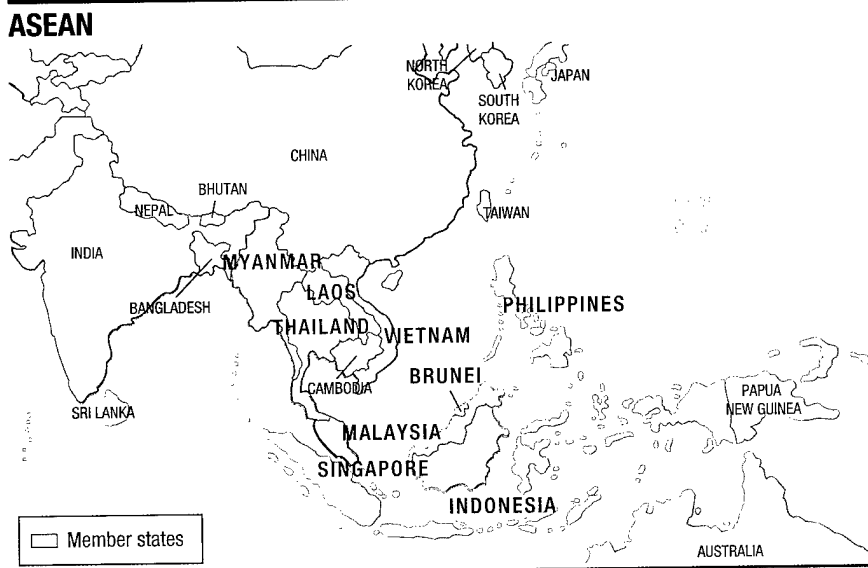 ASEAN
NORTH
KOREA
SOUTH
KOREA
JAPAN
CHINA
BHUTAN
NEPAL
TAIWAN
INDIA
MYANMAR
LAOS
BANGLADESH
PHILIPPINES
THAILAND
VIETNAM
BRUNEI
CAMBODIA
SRI LANKA
PAPUA
NEW GUINEA
MALAYSIA
SINGAPORE
INDONESIA
Member states
AUSTRALIA